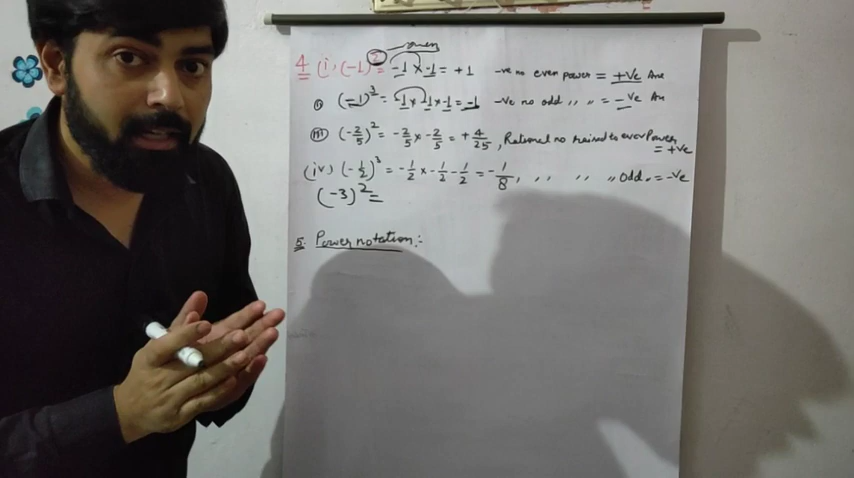 even
4 (i) (-1)² = -1 x -1 = +1 -ve no even power = +ve Ans
ii) (-1)³ = -1 x -1 x -1 = -1 -ve no odd ,, ,, = -ve An
iii) (-2/5)² = -2/5 x -2/5 = + 4/25, Rational no rained to even Power
= +ve
(iv) (-1/2)³ = -1/2 x -1/2 - 1/2 = -1/8, ,, ,, ,, odd ,, = -ve
(-3)² =
5. Power notation :-